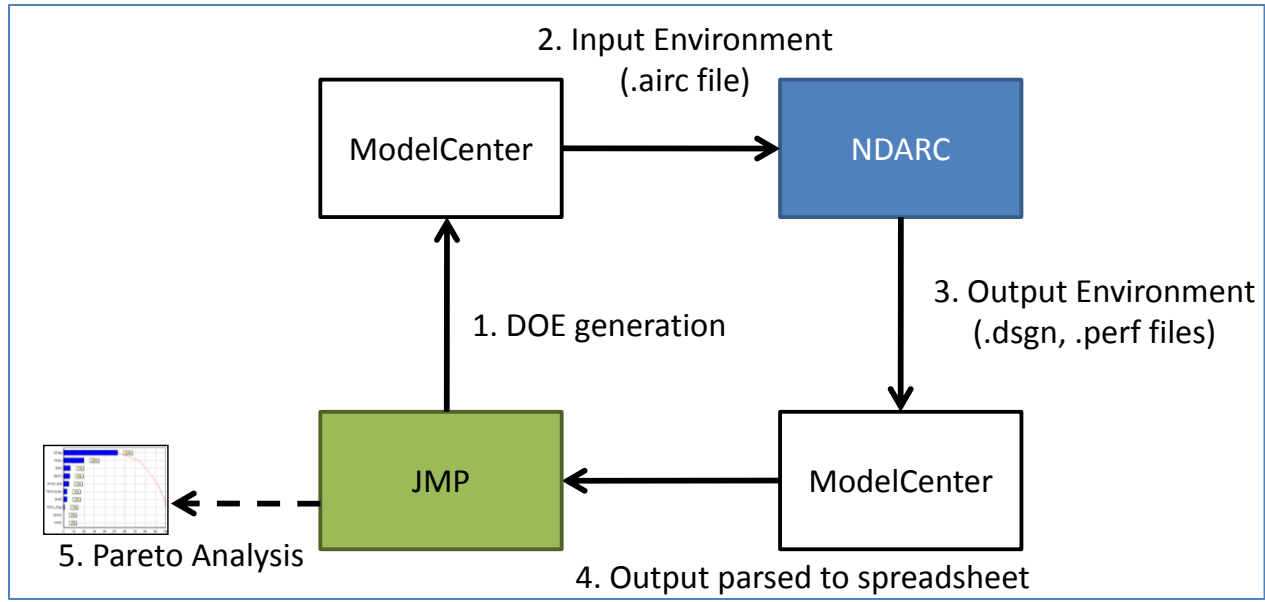 2. Input Environment
(.airc file)
ModelCenter
NDARC
1. DOE generation
3. Output Environment
(.dsgn, .perf files)
JMP
ModelCenter
5. Pareto Analysis
4. Output parsed to spreadsheet